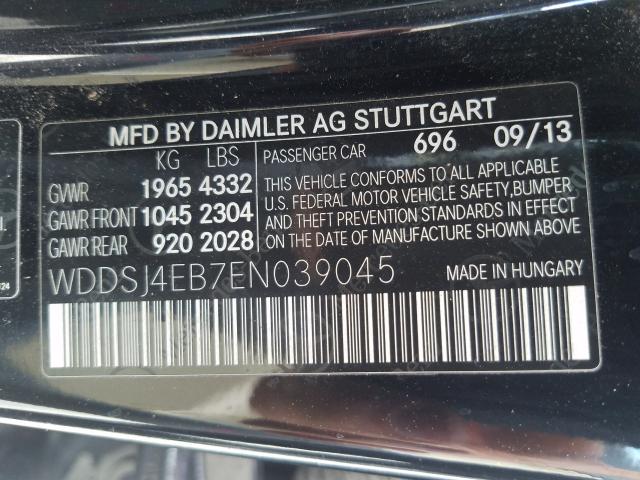 MFD BY DAIMLER AG STUTTGART
KG LBS
GVWR 1965 4332
GAWR FRONT 1045 2304
GAWR REAR 920 2028
PASSENGER CAR 696 09/13
THIS VEHICLE CONFORMS TO ALL APPLICABLE
U.S. FEDERAL MOTOR VEHICLE SAFETY, BUMPER
AND THEFT PREVENTION STANDARDS IN EFFECT
ON THE DATE OF MANUFACTURE SHOWN ABOVE
WDDSJ4EB7EN039045 MADE IN HUNGARY